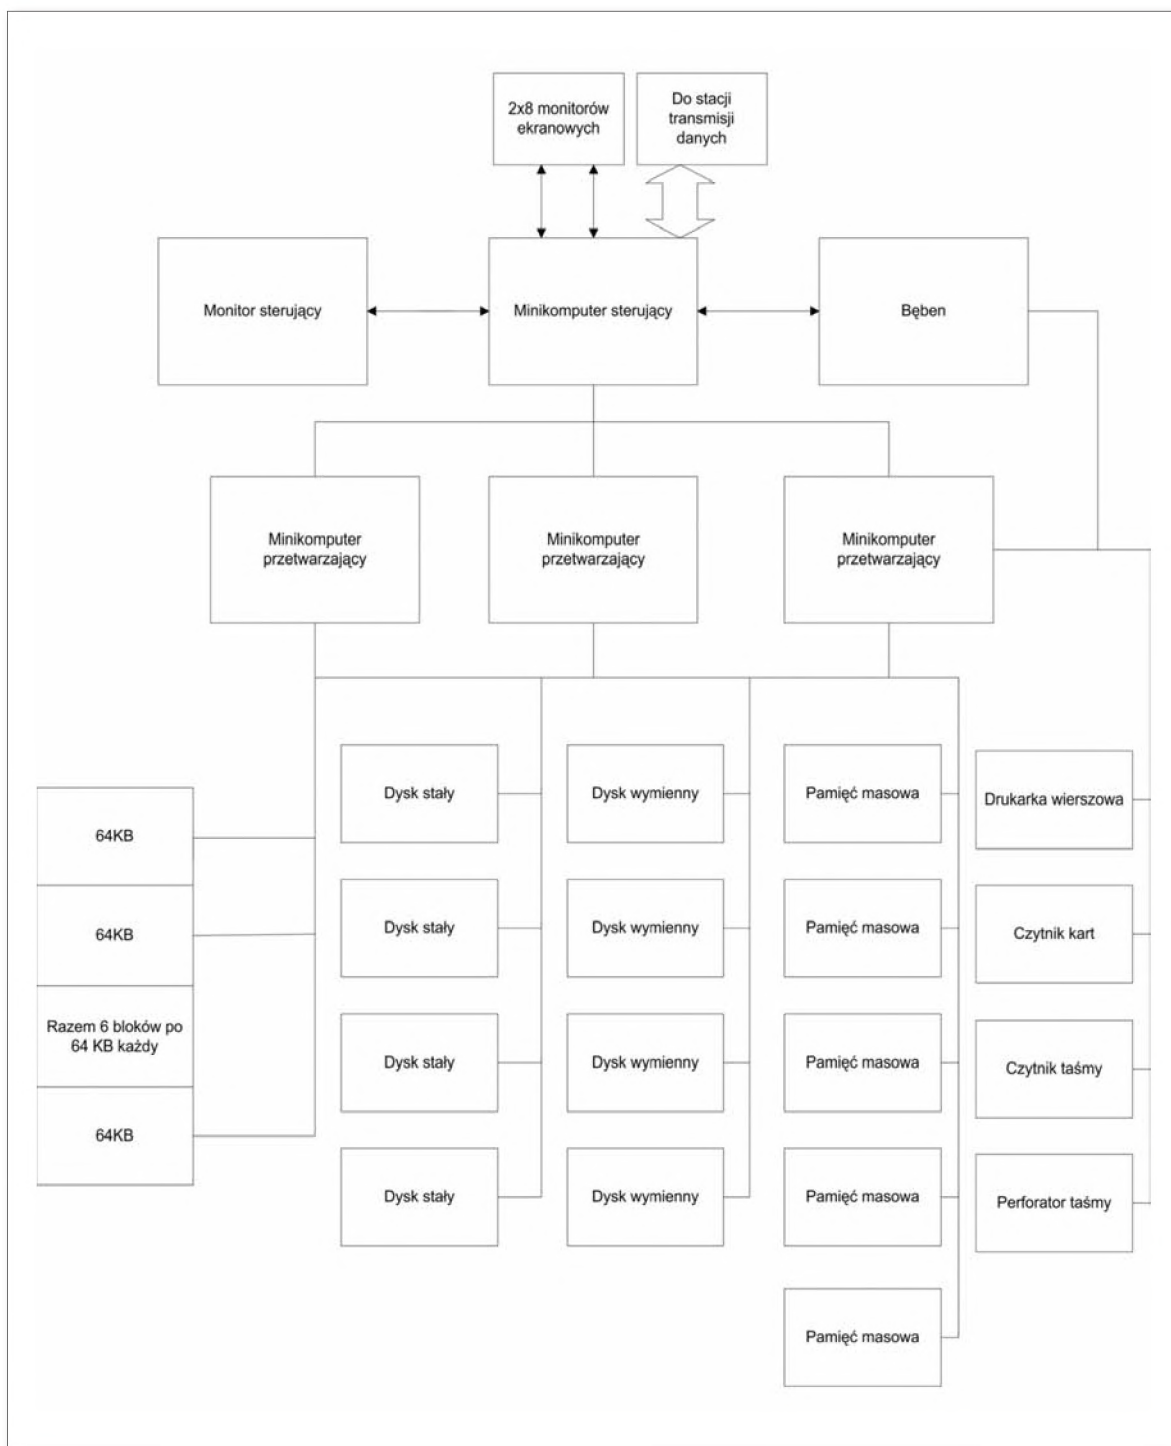 2x8 monitorów
ekranowych
Do stacji
transmisji
danych
Monitor sterujący
Minikomputer sterujący
Bęben
Minikomputer
przetwarzający
Minikomputer
przetwarzający
Minikomputer
przetwarzający
64KB
64KB
Razem 6 bloków po
64 KB każdy
64KB
Dysk stały
Dysk stały
Dysk stały
Dysk stały
Dysk wymienny
Dysk wymienny
Dysk wymienny
Dysk wymienny
Pamięć masowa
Pamięć masowa
Pamięć masowa
Pamięć masowa
Pamięć masowa
Drukarka wierszowa
Czytnik kart
Czytnik taśmy
Perforator taśmy